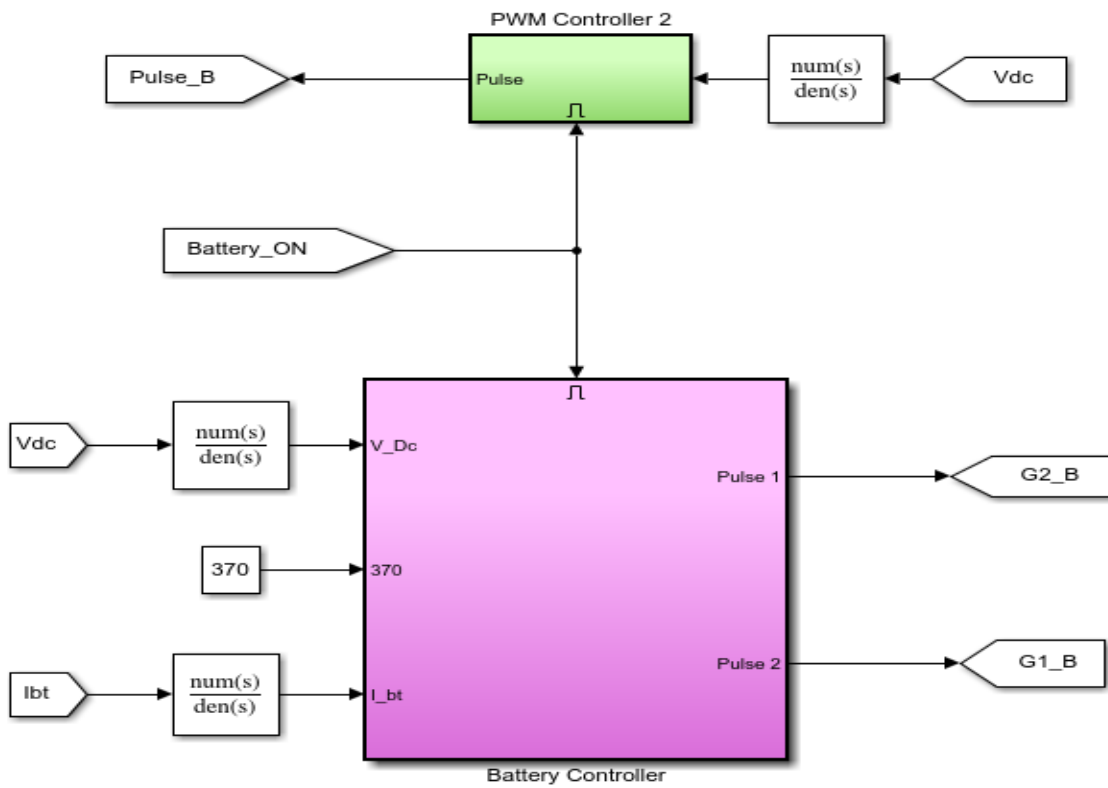 PWM Controller 2
Pulse_B
Pulse
num(s)
den(s)
Vdc
Battery_ON
Vdc
num(s)
den(s)
V_Dc
Pulse 1
G2_B
370
370
Ibt
num(s)
den(s)
I_bt
Pulse 2
G1_B
Battery Controller